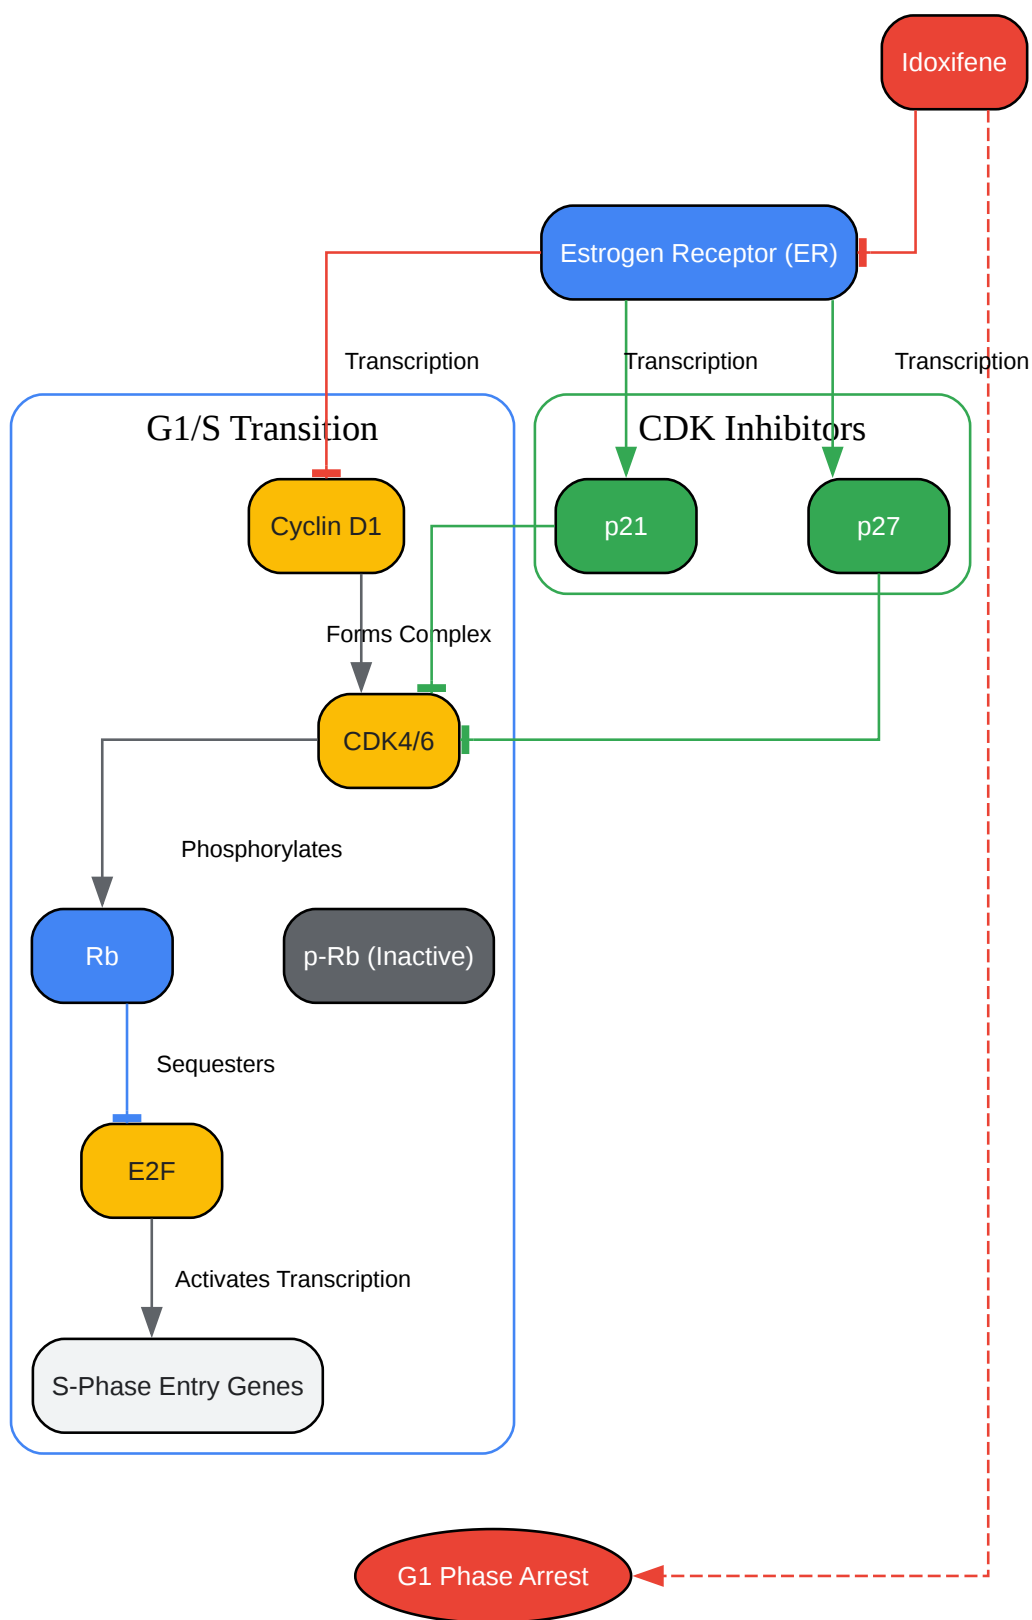 Idoxifene
Estrogen Receptor (ER)
Transcription
Transcription
Transcription
G1/S Transition
CDK Inhibitors
Cyclin D1
p21
p27
Forms Complex
CDK4/6
Phosphorylates
Rb
p-Rb (Inactive)
Sequesters
E2F
Activates Transcription
S-Phase Entry Genes
G1 Phase Arrest